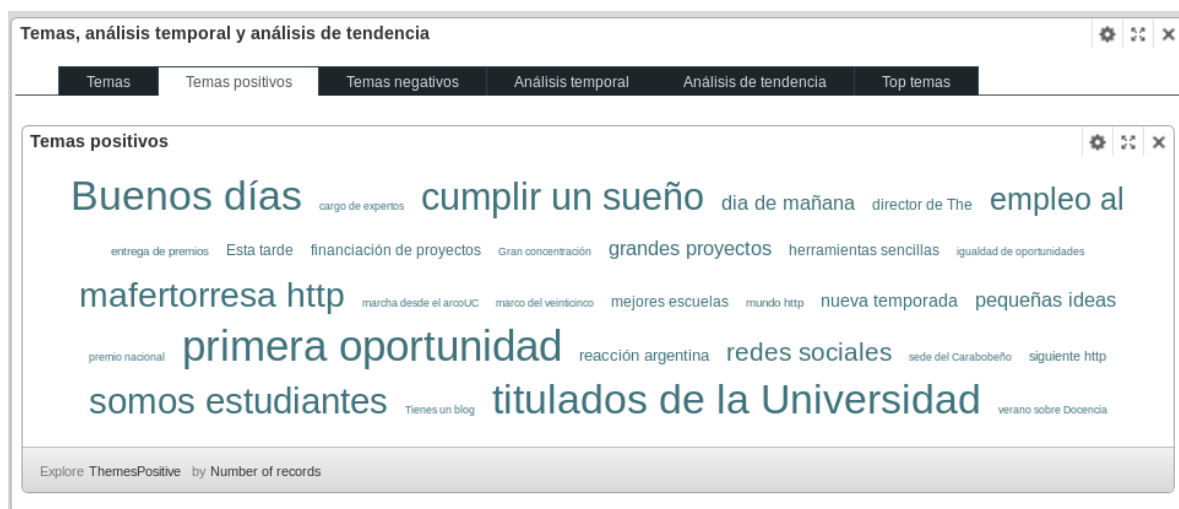 Temas, análisis temporal y análisis de tendencia
Temas Temas positivos Temas negativos Análisis temporal Análisis de tendencia Top temas
Temas positivos
Buenos días cargo de expertos cumplir un sueño dia de mañana director de The empleo al
entrega de premios Esta tarde financiación de proyectos Gran concentración grandes proyectos herramientas sencillas igualdad de oportunidades
mafertorresa http marcha desde el arcoUC marco del veinticinco mejores escuelas mundo http nueva temporada pequeñas ideas
premio nacional primera oportunidad reacción argentina redes sociales sede del Carabobeño siguiente http
somos estudiantes Tienes un blog titulados de la Universidad verano sobre Docencia
Explore ThemesPositive by Number of records